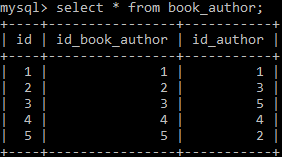 mysql> select * from book_author;
+----+----------------+-----------+
| id | id_book_author | id_author |
+----+----------------+-----------+
|  1 |              1 |         1 |
|  2 |              2 |         3 |
|  3 |              3 |         5 |
|  4 |              4 |         4 |
|  5 |              5 |         2 |
+----+----------------+-----------+